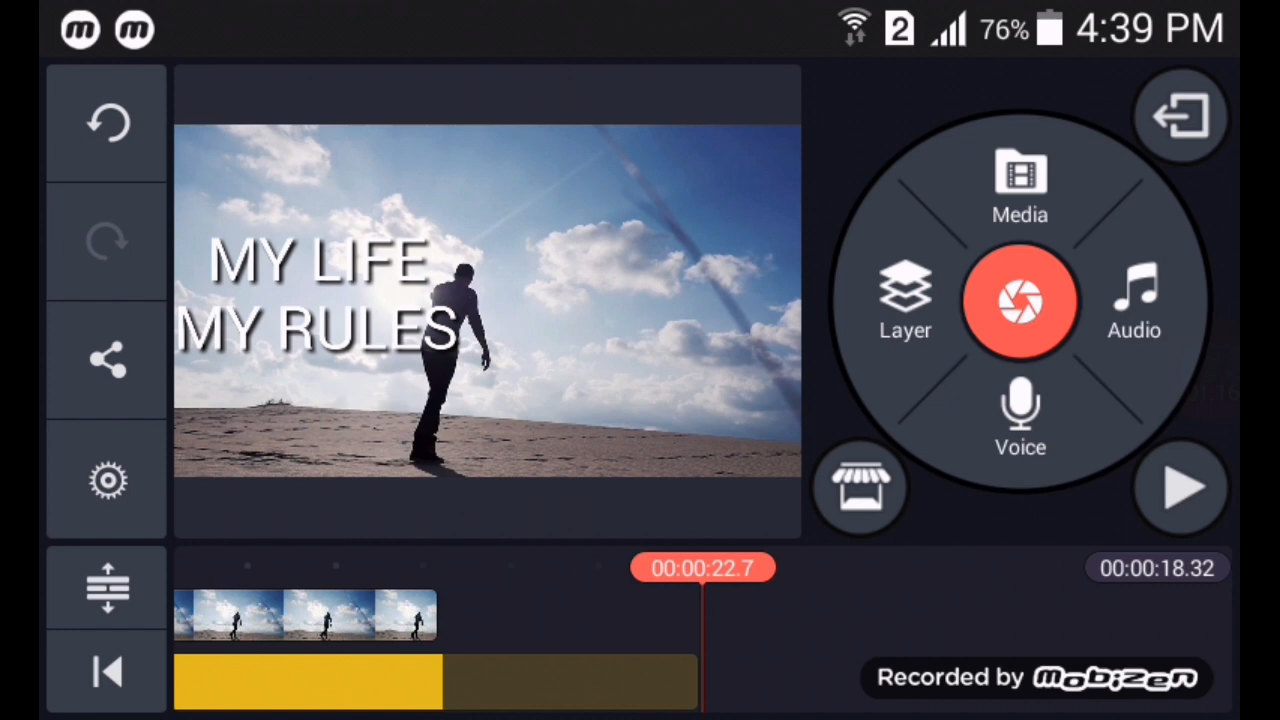 2 76% 4:39 PM
MY LIFE
MY RULES
Media
Layer
Audio
Voice
00:00:22.7
00:00:18.32
Recorded by mobizen